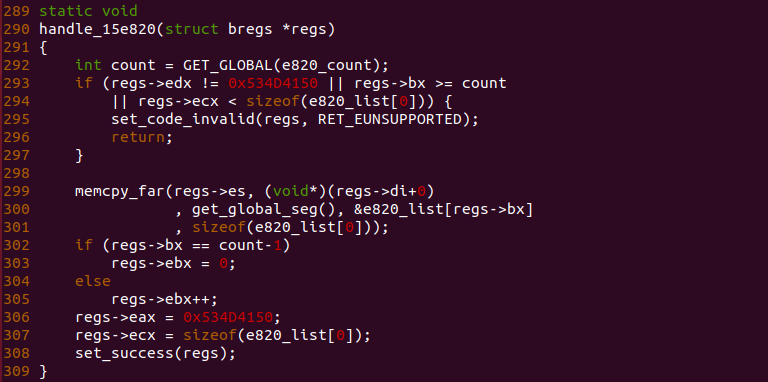 289 static void
290 handle_15e820(struct bregs *regs)
291 {
292     int count = GET_GLOBAL(e820_count);
293     if (regs->edx != 0x534D4150 || regs->bx >= count
294         || regs->ecx < sizeof(e820_list[0])) {
295         set_code_invalid(regs, RET_EUNSUPPORTED);
296         return;
297     }
298
299     memcpy_far(regs->es, (void*)(regs->di+0)
300                , get_global_seg(), &e820_list[regs->bx]
301                , sizeof(e820_list[0]));
302     if (regs->bx == count-1)
303         regs->ebx = 0;
304     else
305         regs->ebx++;
306     regs->eax = 0x534D4150;
307     regs->ecx = sizeof(e820_list[0]);
308     set_success(regs);
309 }